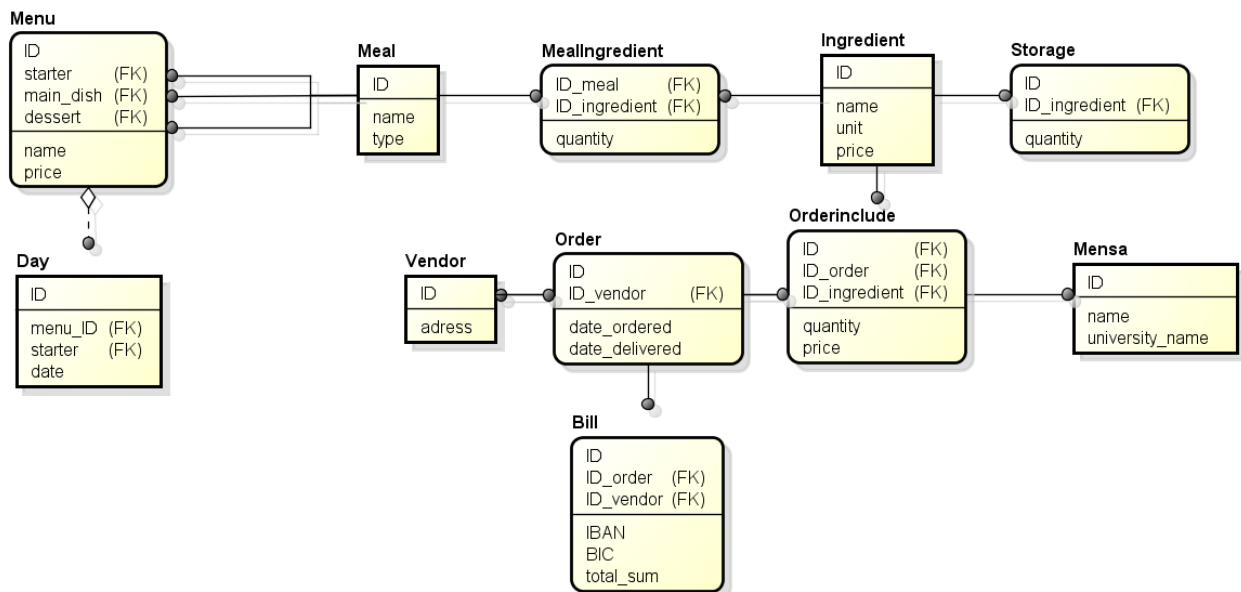 Menu
ID
starter (FK)
main_dish (FK)
dessert (FK)
name
price
Meal
ID
name
type
MealIngredient
ID_meal (FK)
ID_ingredient (FK)
quantity
Ingredient
ID
name
unit
price
Storage
ID
ID_ingredient (FK)
quantity
Day
ID
menu_ID (FK)
starter (FK)
date
Vendor
ID
adress
Order
ID
ID_vendor (FK)
date_ordered
date_delivered
Orderinclude
ID (FK)
ID_order (FK)
ID_ingredient (FK)
quantity
price
Mensa
ID
name
university_name
Bill
ID
ID_order (FK)
ID_vendor (FK)
IBAN
BIC
total_sum